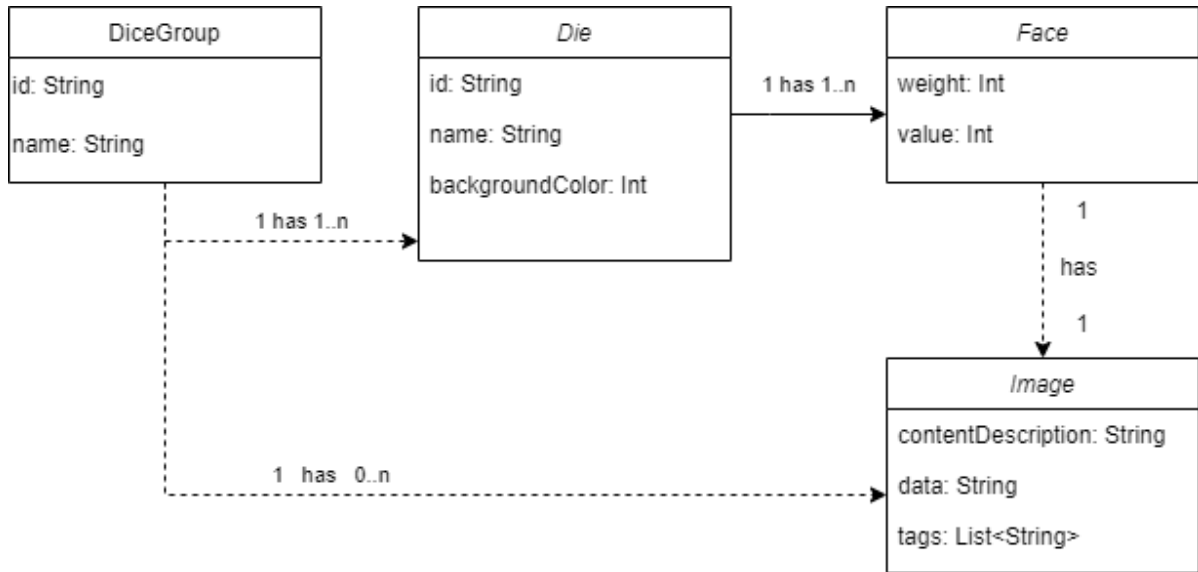 DiceGroup
id: String
name: String
Die
id: String
name: String
backgroundColor: Int
1 has 1..n
Face
weight: Int
value: Int
1 has 1..n
1
has
1
Image
contentDescription: String
data: String
tags: List<String>
1 has 0..n